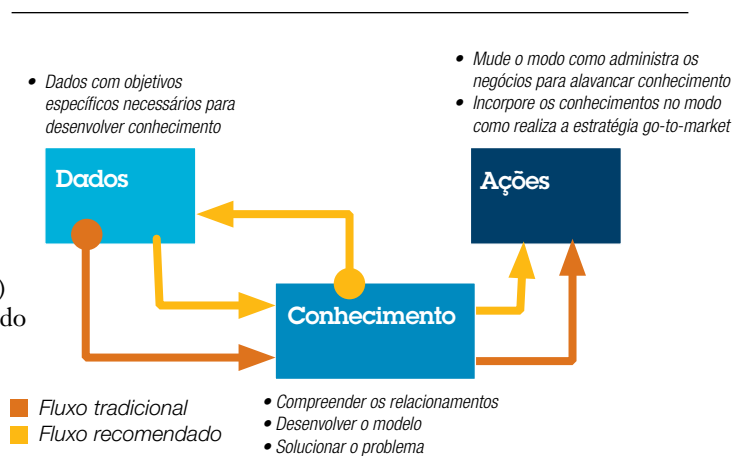 • Dados com objetivos
específicos necessários para
desenvolver conhecimento
• Mude o modo como administra os
negócios para alavancar conhecimento
• Incorpore os conhecimentos no modo
como realiza a estratégia go-to-market
Dados
Ações
)
do
Conhecimento
Fluxo tradicional
Fluxo recomendado
• Compreender os relacionamentos
• Desenvolver o modelo
• Solucionar o problema